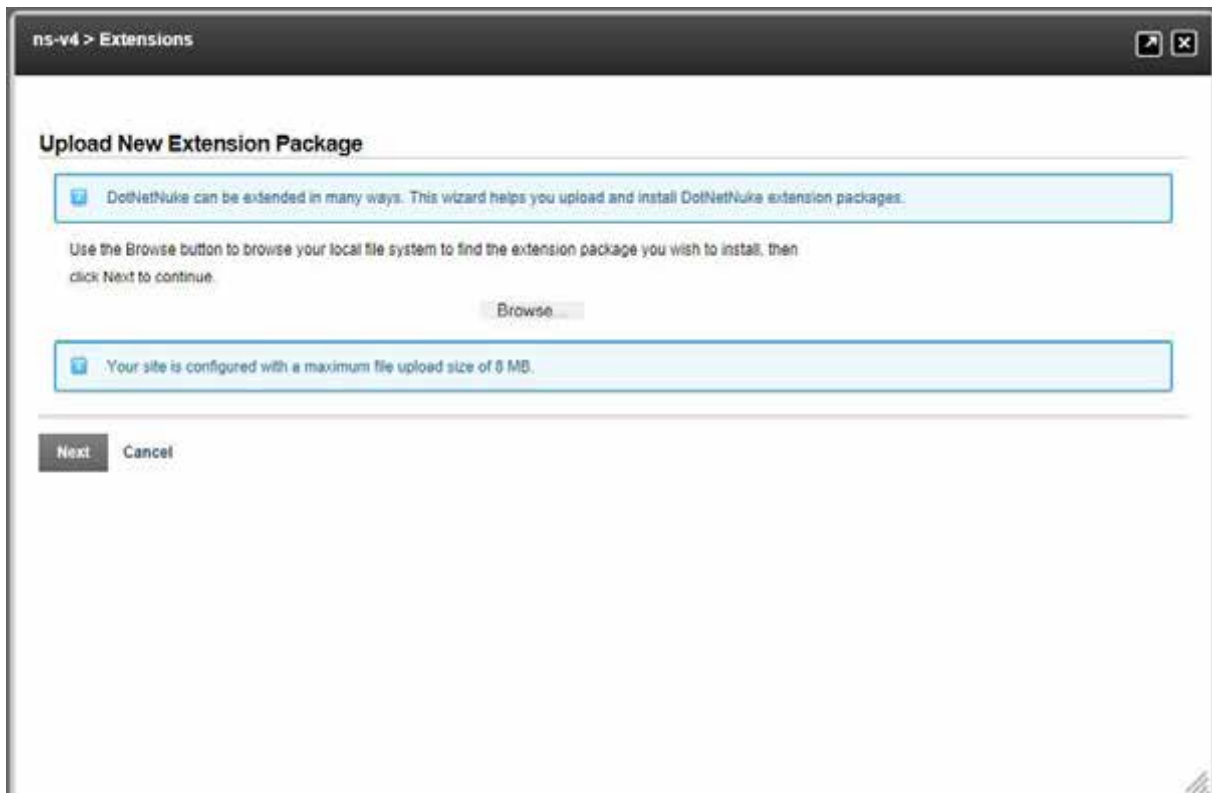 ns-v4 > Extensions
Upload New Extension Package
DotNetNuke can be extended in many ways. This wizard helps you upload and install DotNetNuke extension packages.
Use the Browse button to browse your local file system to find the extension package you wish to install, then
click Next to continue.
Browse...
Your site is configured with a maximum file upload size of 8 MB.
Next Cancel